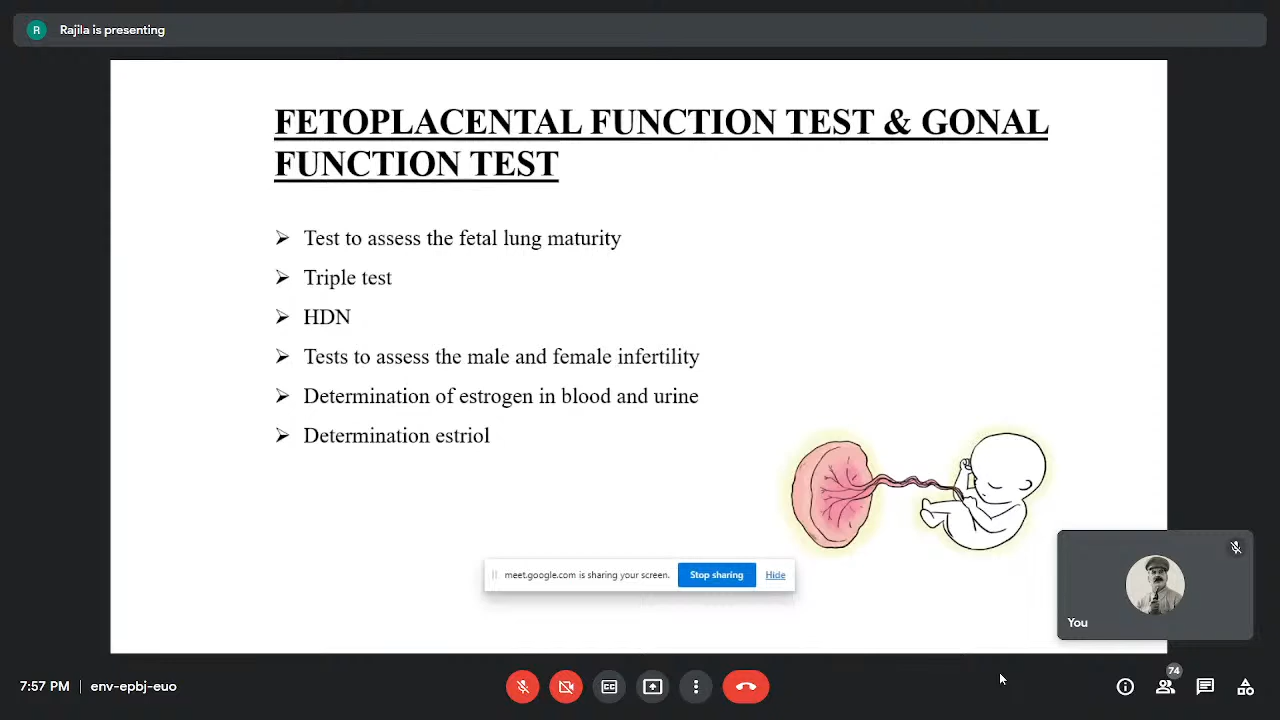 R
Rajila is presenting
FETOPLACENTAL FUNCTION TEST & GONAL
FUNCTION TEST
Test to assess the fetal lung maturity
Triple test
HDN
Tests to assess the male and female infertility
Determination of estrogen in blood and urine
Determination estriol
meet.google.com is sharing your screen.
Stop sharing
Hide
You
7:57 PM
env-epbj-euo
74